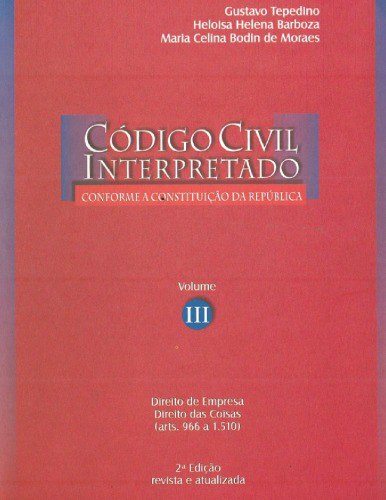 Gustavo Tepedino
Heloisa Helena Barboza
Maria Celina Bodin de Moraes
CÓDIGO CIVIL
INTERPRETADO
CONFORME A CONSTITUIÇÃO DA REPÚBLICA
Volume
III
Direito de Empresa
Direito das Coisas
(arts. 966 a 1.510)
2ª Edição
revista e atualizada